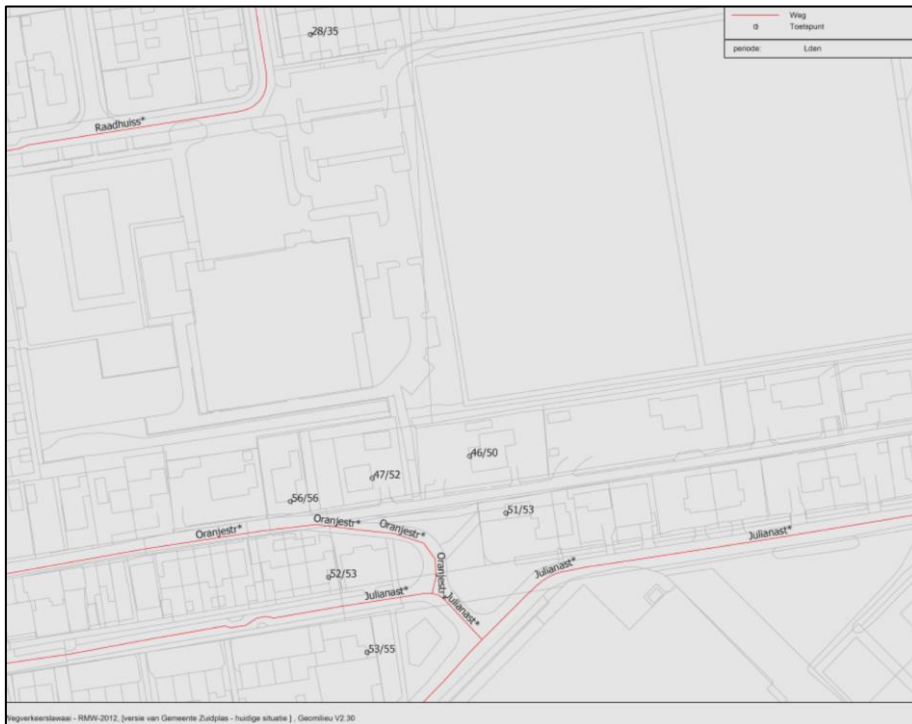 Weg
Toetspunt
periode: Lden
28/35
Raadhuiss*
46/50
47/52
56/56
51/53
Oranjestr*
Oranjestr*
Oranjestr*
Julianast*
Oranjestr*
Julianast*
52/53
Julianast*
Julianast*
53/55
Wegverkeerslawaai - RMW-2012, [versie van Gemeente Zuidplas - huidige situatie ] , Geomilieu V2.30